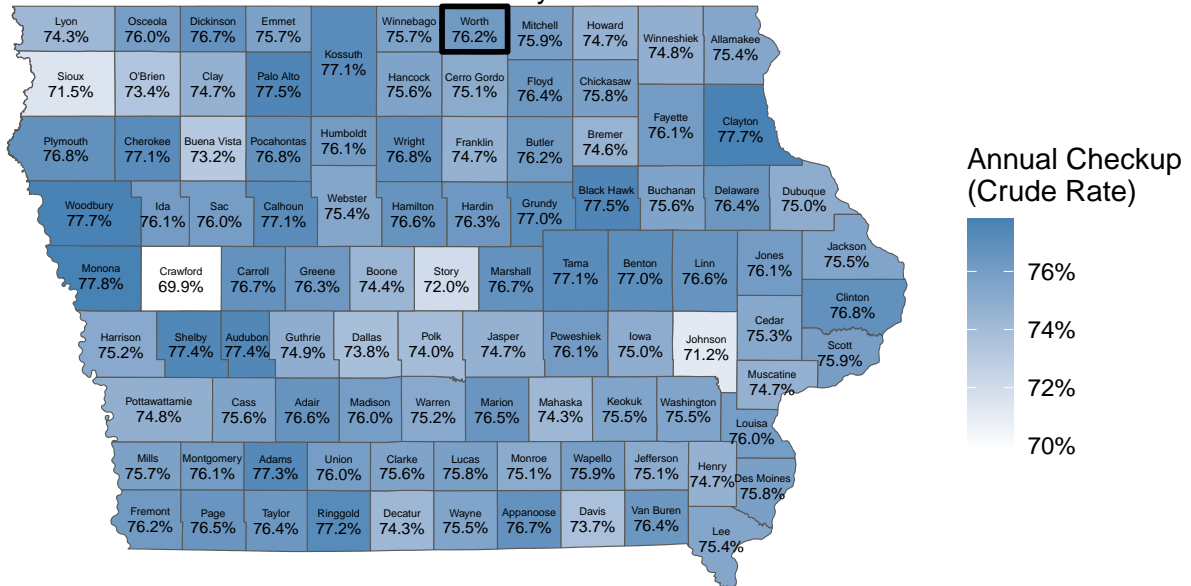 Lyon
74.3%
Osceola
76.0%
Dickinson
76.7%
Emmet
75.7%
Kossuth
77.1%
Winnebago
75.7%
Worth
76.2%
Mitchell
75.9%
Howard
74.7%
Winneshiek
74.8%
Allamakee
75.4%
Sioux
71.5%
O'Brien
73.4%
Clay
74.7%
Palo Alto
77.5%
Hancock
75.6%
Cerro Gordo
75.1%
Floyd
76.4%
Chickasaw
75.8%
Fayette
76.1%
Clayton
77.7%
Plymouth
76.8%
Cherokee
77.1%
Buena Vista
73.2%
Pocahontas
76.8%
Humboldt
76.1%
Wright
76.8%
Franklin
74.7%
Butler
76.2%
Bremer
74.6%
Woodbury
77.7%
Ida
76.1%
Sac
76.0%
Calhoun
77.1%
Webster
75.4%
Hamilton
76.6%
Hardin
76.3%
Grundy
77.0%
Black Hawk
77.5%
Buchanan
75.6%
Delaware
76.4%
Dubuque
75.0%
Monona
77.8%
Crawford
69.9%
Carroll
76.7%
Greene
76.3%
Boone
74.4%
Story
72.0%
Marshall
76.7%
Tama
77.1%
Benton
77.0%
Linn
76.6%
Jones
76.1%
Jackson
75.5%
Clinton
76.8%
Harrison
75.2%
Shelby
77.4%
Audubon
77.4%
Guthrie
74.9%
Dallas
73.8%
Polk
74.0%
Jasper
74.7%
Poweshiek
76.1%
Iowa
75.0%
Johnson
71.2%
Cedar
75.3%
Scott
75.9%
Muscatine
74.7%
Pottawattamie
74.8%
Cass
75.6%
Adair
76.6%
Madison
76.0%
Warren
75.2%
Marion
76.5%
Mahaska
74.3%
Keokuk
75.5%
Washington
75.5%
Louisa
76.0%
Mills
75.7%
Montgomery
76.1%
Adams
77.3%
Union
76.0%
Clarke
75.6%
Lucas
75.8%
Monroe
75.1%
Wapello
75.9%
Jefferson
75.1%
Henry
74.7%
Des Moines
75.8%
Fremont
76.2%
Page
76.5%
Taylor
76.4%
Ringgold
77.2%
Decatur
74.3%
Wayne
75.5%
Appanoose
76.7%
Davis
73.7%
Van Buren
76.4%
Lee
75.4%
Annual Checkup
(Crude Rate)
76%
74%
72%
70%